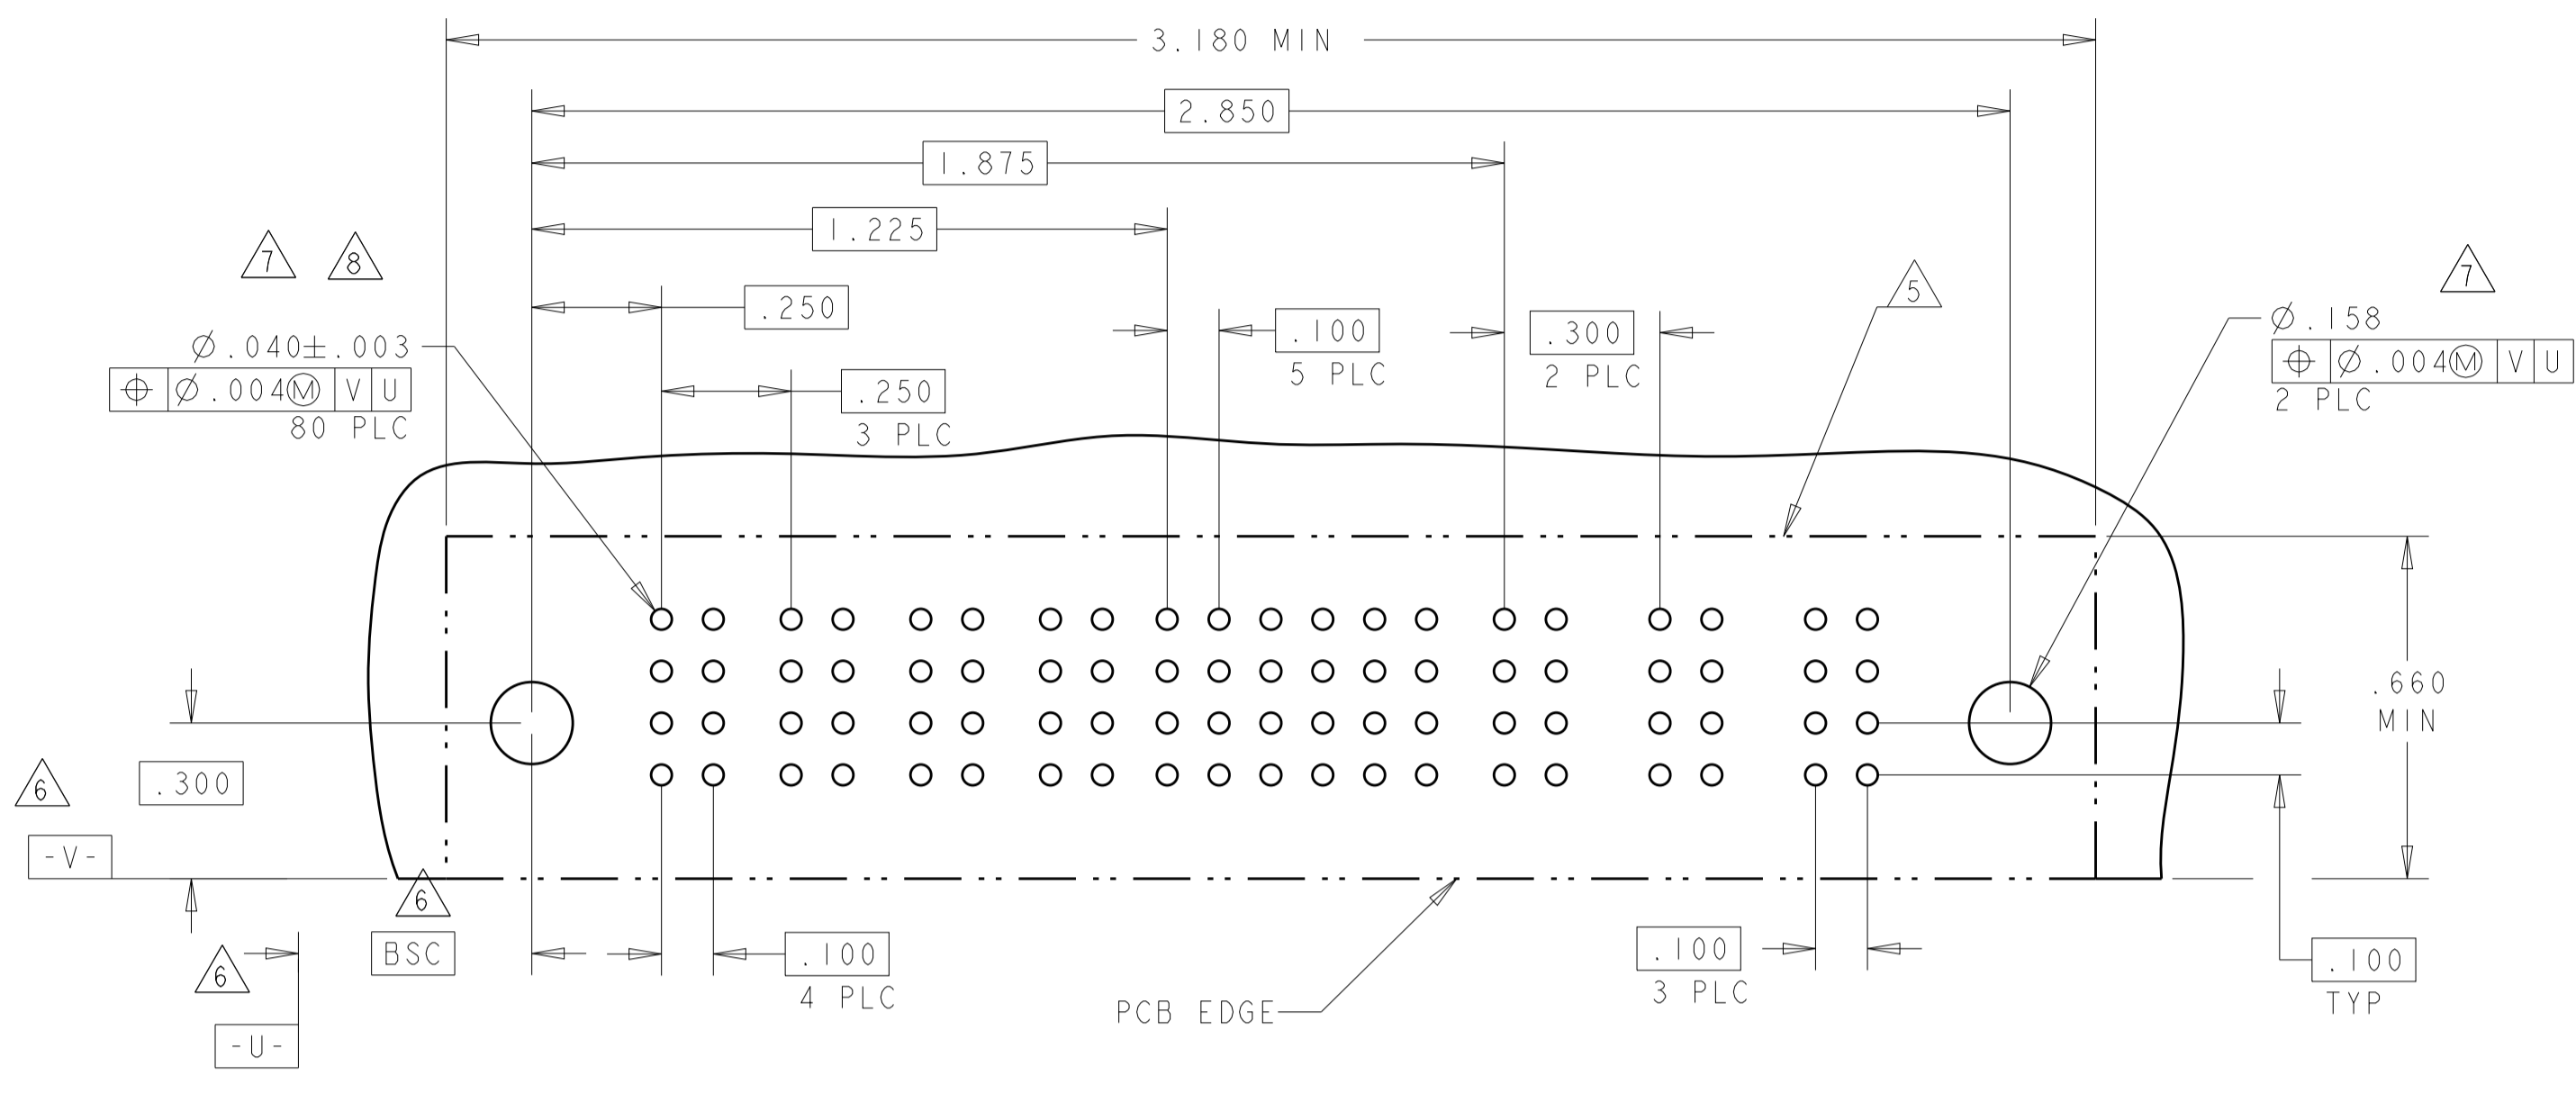 3.180 MIN
2.850
1.875
1.225
7 8
5
7
.250
.100
5 PLC
.300
2 PLC
Ø.040±.003
⌖ Ø.004Ⓜ V U
80 PLC
.250
3 PLC
Ø.158
⌖ Ø.004Ⓜ V U
2 PLC
.660
MIN
6
.300
-V-
6
BSC
6
-U-
.100
4 PLC
PCB EDGE
.100
3 PLC
.100
TYP